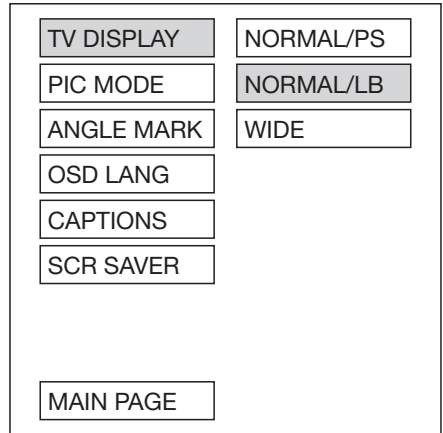 TV DISPLAY NORMAL/PS
PIC MODE NORMAL/LB
ANGLE MARK WIDE
OSD LANG
CAPTIONS
SCR SAVER
MAIN PAGE